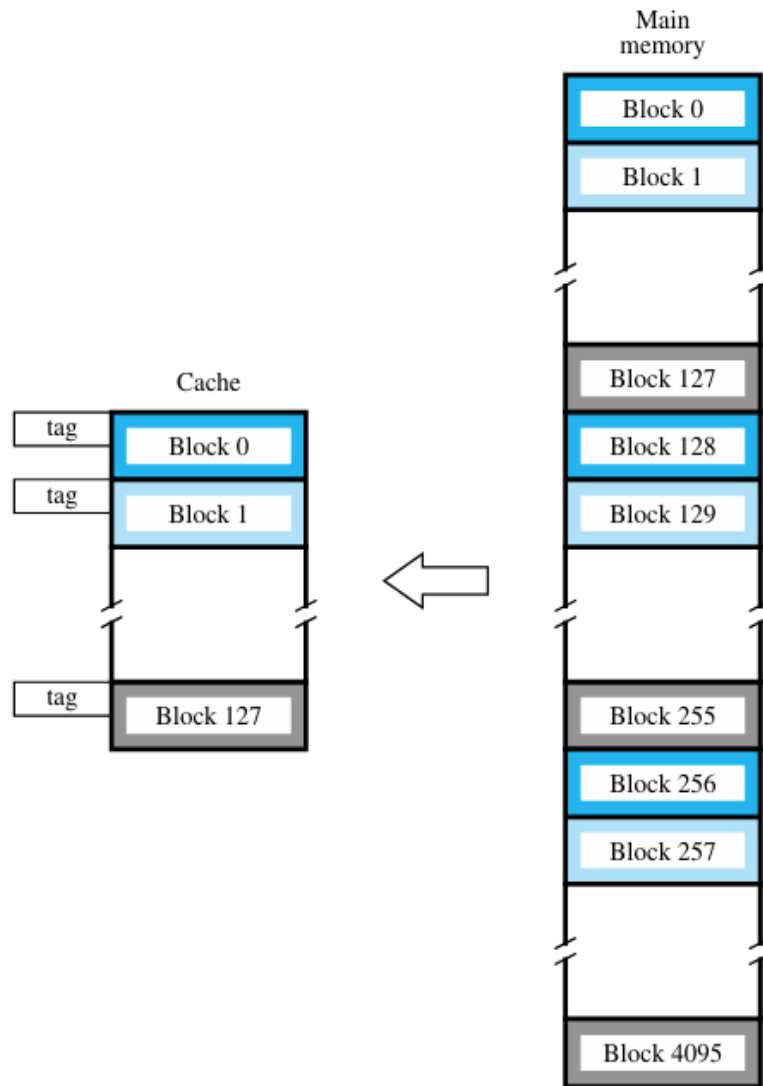 Main
memory
Block 0
Block 1
Block 127
Cache
tag
Block 0
Block 128
tag
Block 1
Block 129
tag
Block 127
Block 255
Block 256
Block 257
Block 4095